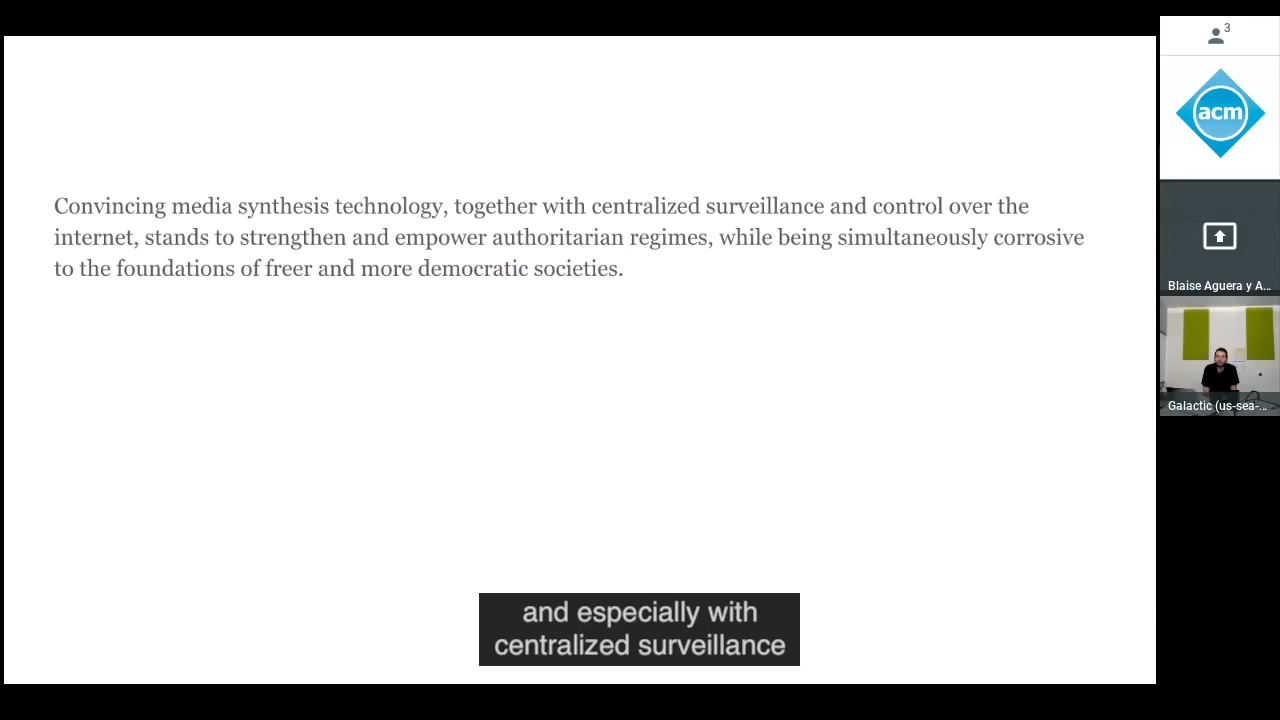 3
acm
Convincing media synthesis technology, together with centralized surveillance and control over the
internet, stands to strengthen and empower authoritarian regimes, while being simultaneously corrosive
to the foundations of freer and more democratic societies.
Blaise Aguera y A...
Galactic (us-sea-...
and especially with
centralized surveillance